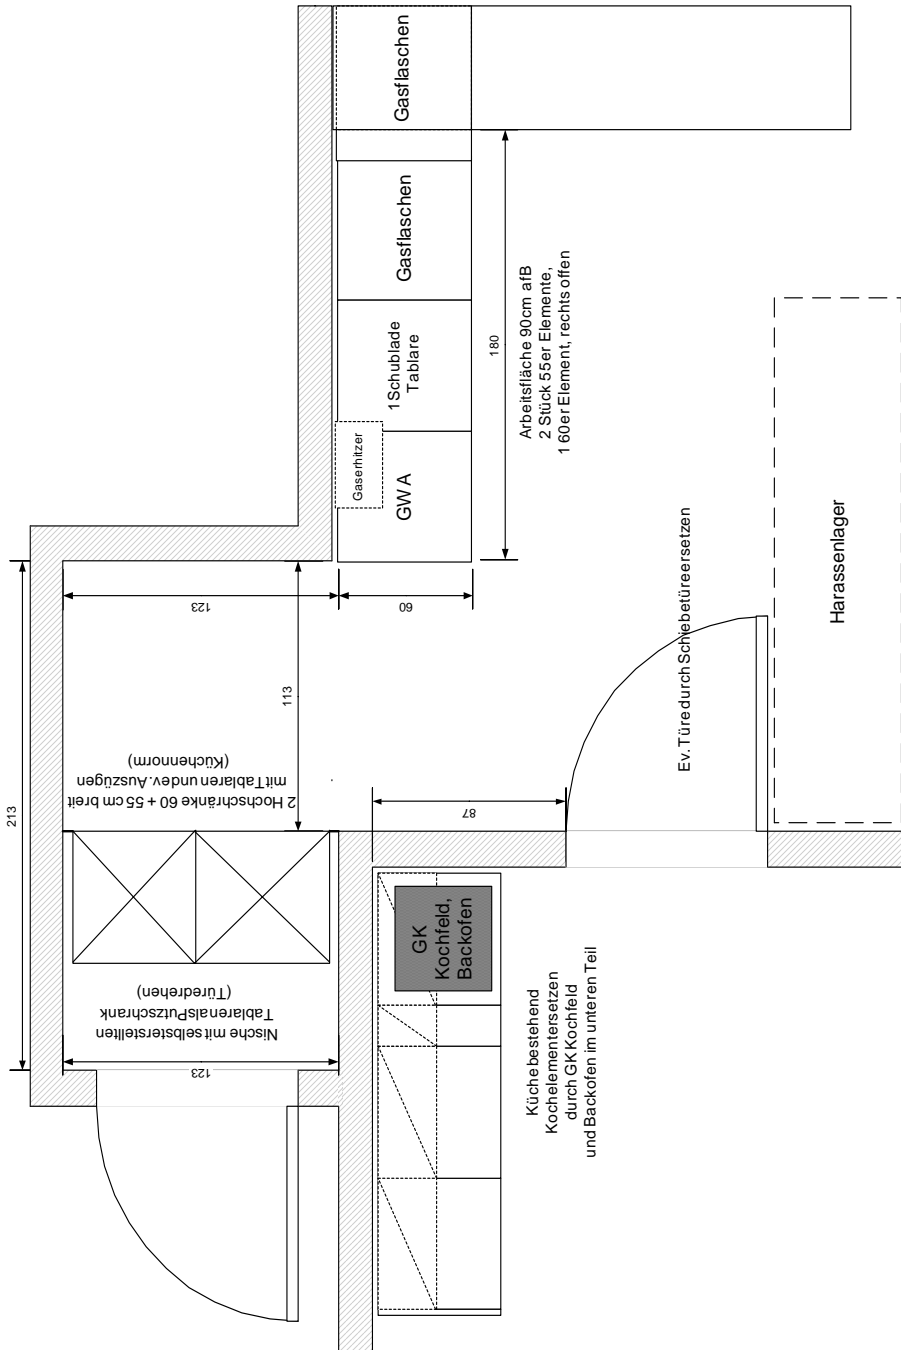 Gasflaschen
Gasflaschen
1Schublade
Tablare
Gaserhitzer
GWA
180
Arbeitsfläche 90cm afB
2 Stück 55er Elemente,
1 60er Element, rechts offen
213
123
60
113
2 Hochschränke 60 + 55 cm breit
mit Tablaren und ev. Auszügen
(Küchennorm)
87
Ev. Türe durch Schiebetüre ersetzen
Harassenlager
GK
Kochfeld,
Backofen
Nische mit selbsterstellten
Tablaren als Putzschrank
(Türe drehen)
123
Küche bestehend
Kochelement ersetzen
durch GK Kochfeld
und Backofen im unteren Teil